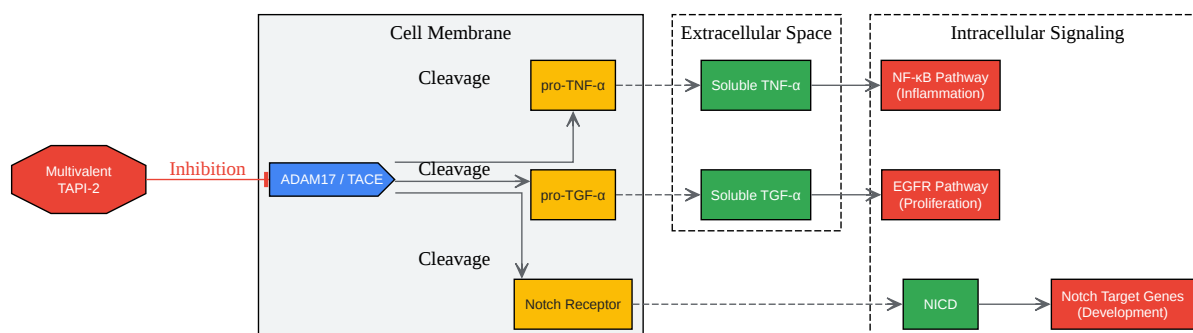 Cell Membrane
Extracellular Space
Intracellular Signaling
Cleavage
pro-TNF-α
Soluble TNF-α
NF-κB Pathway
(Inflammation)
Multivalent
TAPI-2
Inhibition
ADAM17 / TACE
Cleavage
pro-TGF-α
Soluble TGF-α
EGFR Pathway
(Proliferation)
Cleavage
Notch Receptor
NICD
Notch Target Genes
(Development)